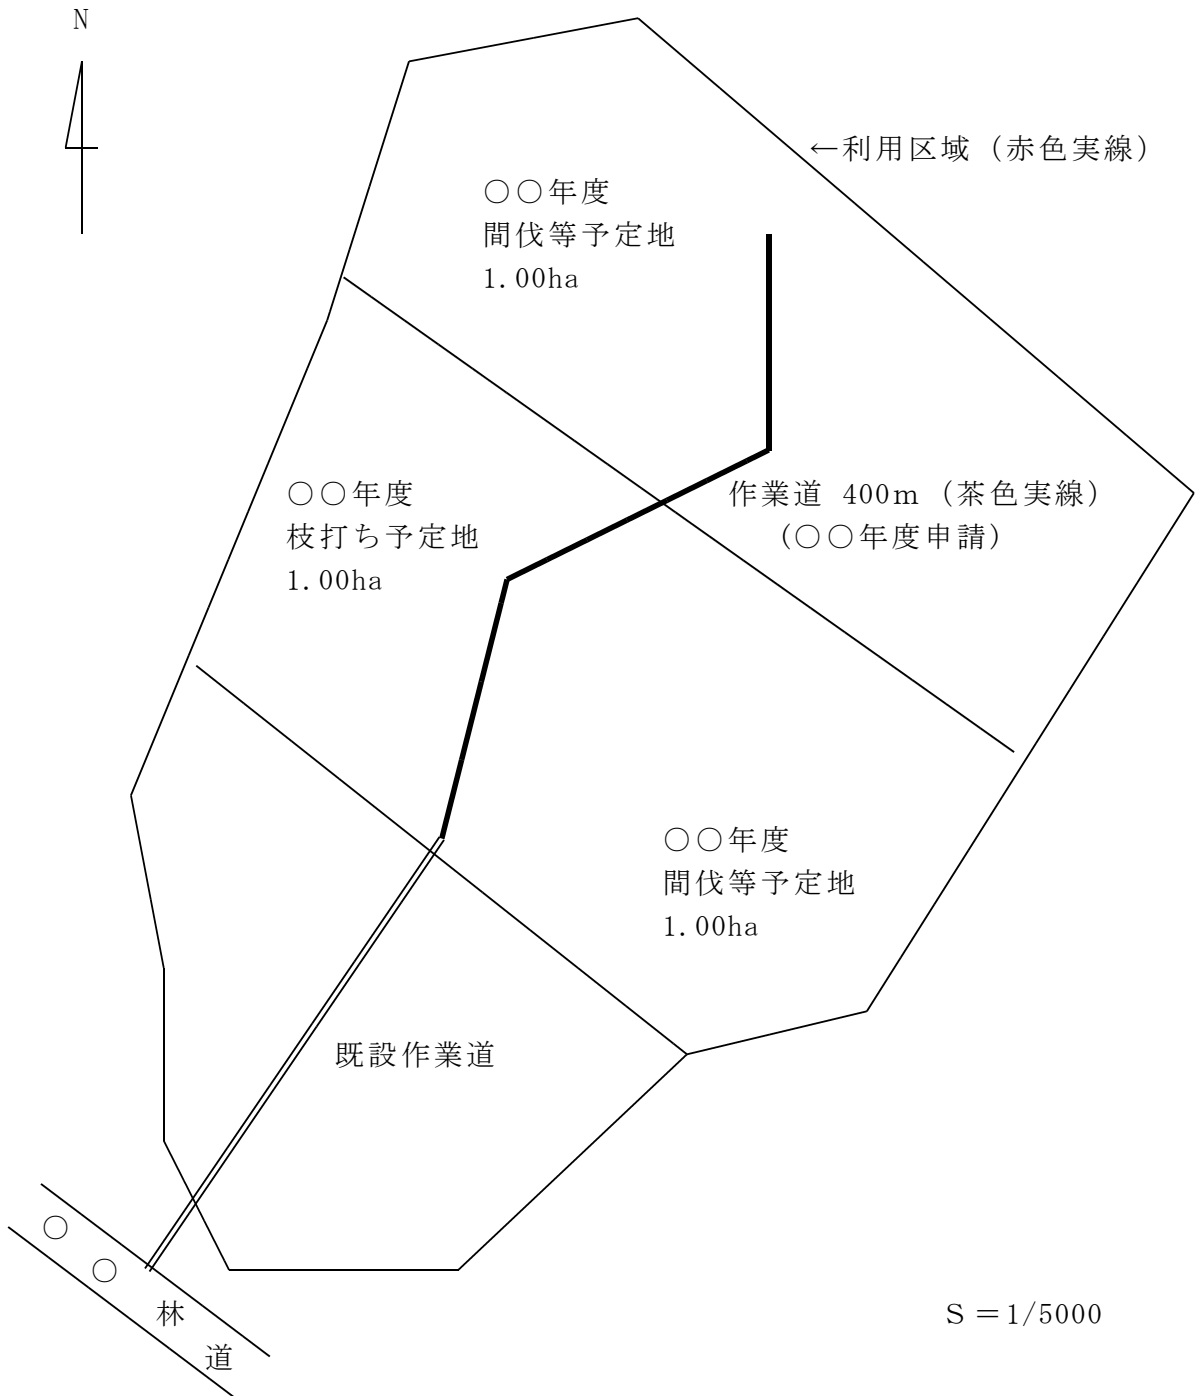 N
←利用区域（赤色実線）
○○年度
間伐等予定地
1.00ha
○○年度
枝打ち予定地
1.00ha
作業道 400m（茶色実線）
（○○年度申請）
○○年度
間伐等予定地
1.00ha
既設作業道
○○林道
S＝1/5000